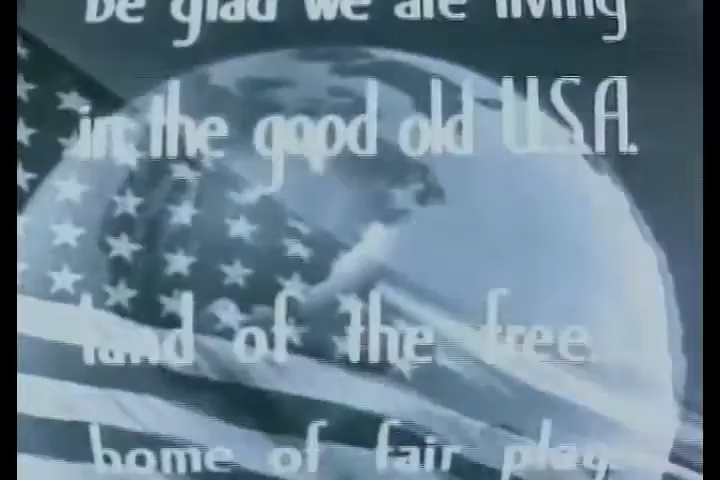 be glad we are living
in the good old U.S.A.
land of the free.
home of fair play.